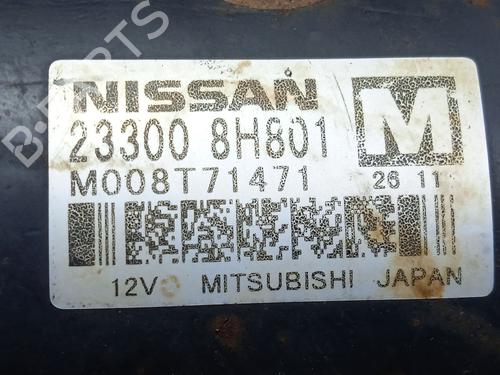 B-PARTS
NISSAN M
23300 8H801
M008T71471 26 11
12V MITSUBISHI JAPAN